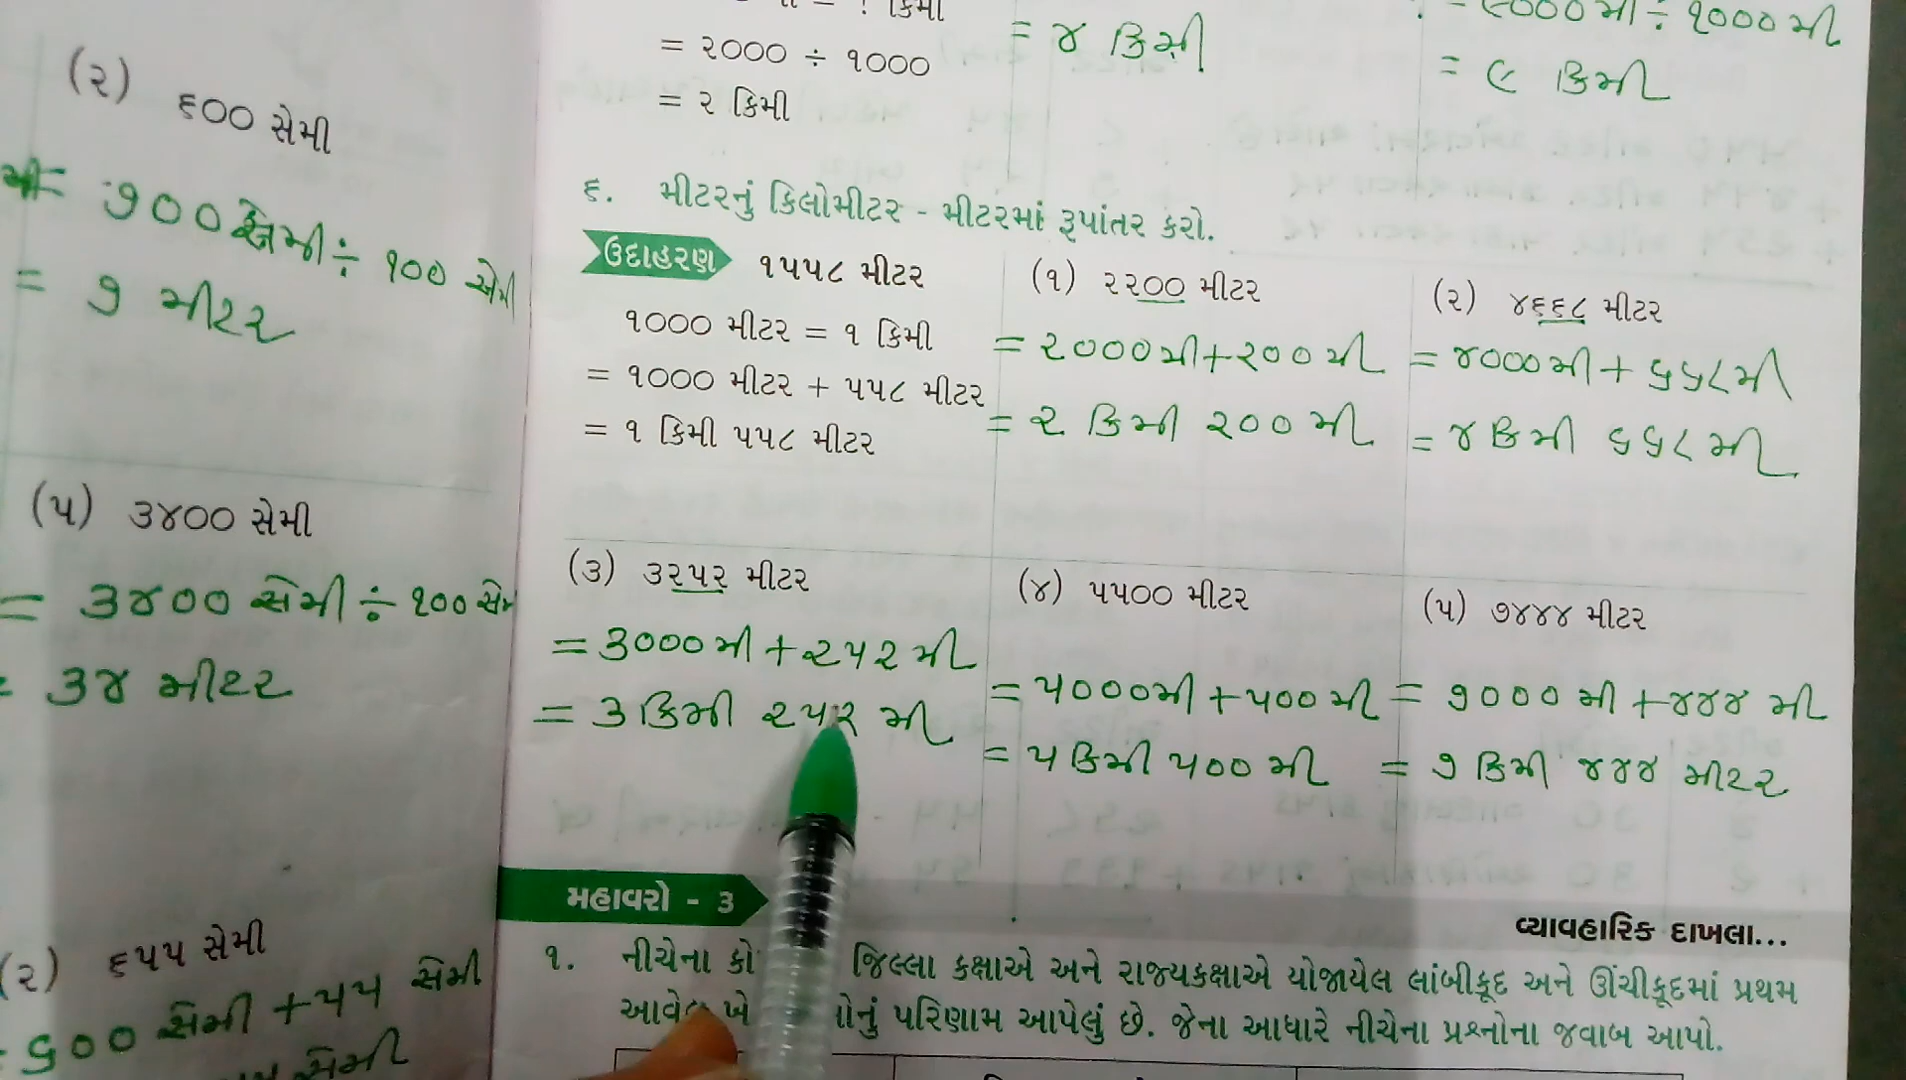 (૨) ૬૦૦ સેમી
= ૭૦૦ સેમી ÷ ૧૦૦ સેમી
= ૭ મીટર
(૫) ૩૪૦૦ સેમી
= ૩૪૦૦ સેમી ÷ ૧૦૦ સેમ
= ૩૪ મીટર
(૨) ૬૫૫ સેમી
૬૦૦ સેમી + ૫૫ સેમી
સેમી
કિમી
= ૨૦૦૦ ÷ ૧૦૦૦
= ૨ કિમી
= ૪ કિમી
૯૦૦૦ મી ÷ ૧૦૦૦ મી
= ૯ કિમી
૬. મીટરનું કિલોમીટર - મીટરમાં રૂપાંતર કરો.
ઉદાહરણ ૧૫૫૮ મીટર
૧૦૦૦ મીટર = ૧ કિમી
= ૧૦૦૦ મીટર + ૫૫૮ મીટર
= ૧ કિમી ૫૫૮ મીટર
(૧) ૨૨૦૦ મીટર
= ૨૦૦૦ મી + ૨૦૦ મી
= ૨ કિમી ૨૦૦ મી
(૨) ૪૬૬૮ મીટર
= ૪૦૦૦ મી + ૬૬૮ મી
= ૪ કિમી ૬૬૮ મી
(૩) ૩૨૫૨ મીટર
= ૩૦૦૦ મી + ૨૫૨ મી
= ૩ કિમી ૨૫૨ મી
(૪) ૫૫૦૦ મીટર
= ૫૦૦૦ મી + ૫૦૦ મી
= ૫ કિમી ૫૦૦ મી
(૫) ૭૪૪૪ મીટર
= ૭૦૦૦ મી + ૪૪૪ મી
= ૭ કિમી ૪૪૪ મીટર
મહાવરો - ૩
વ્યાવહારિક દાખલા...
૧. નીચેના જિલ્લા કક્ષાએ અને રાજ્યકક્ષાએ યોજાયેલ લાંબીકૂદ અને ઊંચીકૂદમાં પ્રથમ
પરિણામ આપેલું છે. જેના આધારે નીચેના પ્રશ્નોના જવાબ આપો.